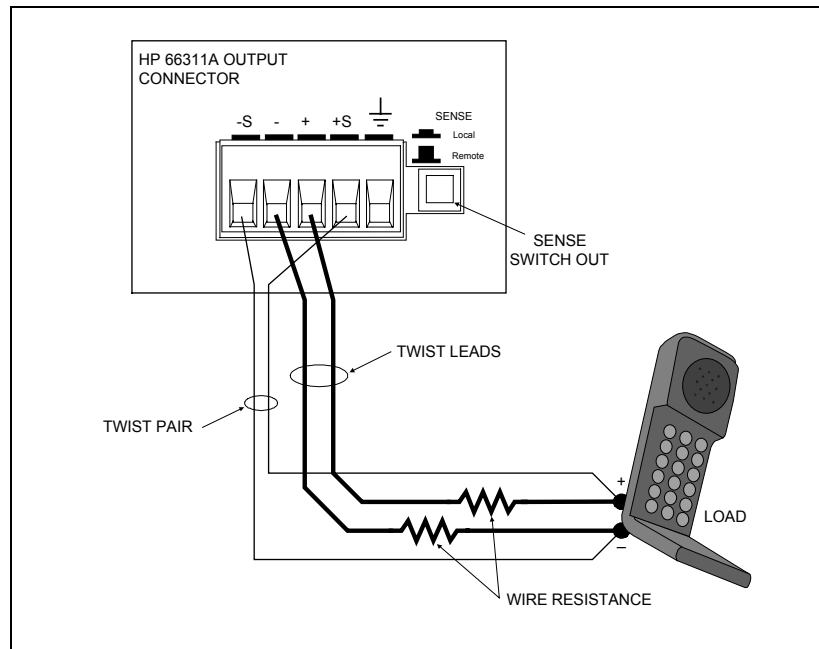 HP 66311A OUTPUT
CONNECTOR
-S - + +S
SENSE
Local
Remote
SENSE
SWITCH OUT
TWIST LEADS
TWIST PAIR
+
LOAD
–
WIRE RESISTANCE